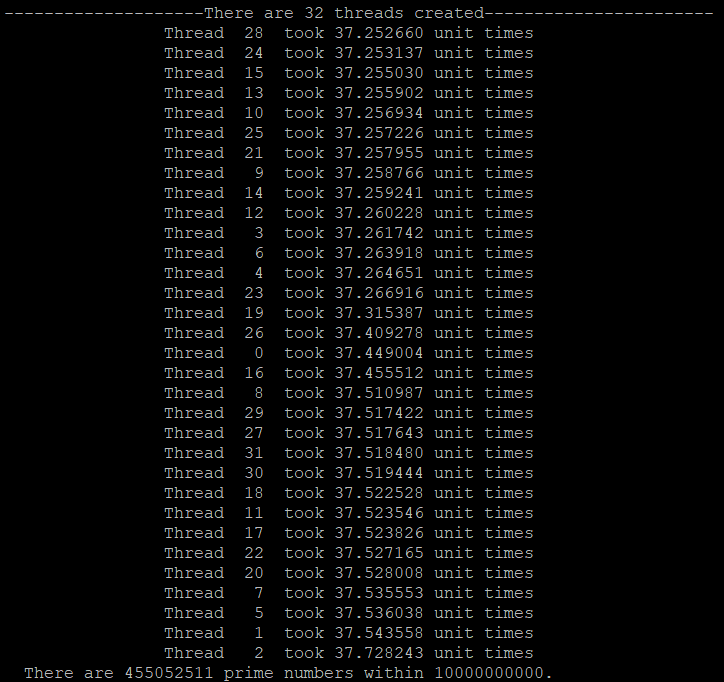 --------------------There are 32 threads created-----------------------
Thread  28  took 37.252660 unit times
Thread  24  took 37.253137 unit times
Thread  15  took 37.255030 unit times
Thread  13  took 37.255902 unit times
Thread  10  took 37.256934 unit times
Thread  25  took 37.257226 unit times
Thread  21  took 37.257955 unit times
Thread   9  took 37.258766 unit times
Thread  14  took 37.259241 unit times
Thread  12  took 37.260228 unit times
Thread   3  took 37.261742 unit times
Thread   6  took 37.263918 unit times
Thread   4  took 37.264651 unit times
Thread  23  took 37.266916 unit times
Thread  19  took 37.315387 unit times
Thread  26  took 37.409278 unit times
Thread   0  took 37.449004 unit times
Thread  16  took 37.455512 unit times
Thread   8  took 37.510987 unit times
Thread  29  took 37.517422 unit times
Thread  27  took 37.517643 unit times
Thread  31  took 37.518480 unit times
Thread  30  took 37.519444 unit times
Thread  18  took 37.522528 unit times
Thread  11  took 37.523546 unit times
Thread  17  took 37.523826 unit times
Thread  22  took 37.527165 unit times
Thread  20  took 37.528008 unit times
Thread   7  took 37.535553 unit times
Thread   5  took 37.536038 unit times
Thread   1  took 37.543558 unit times
Thread   2  took 37.728243 unit times
There are 455052511 prime numbers within 10000000000.